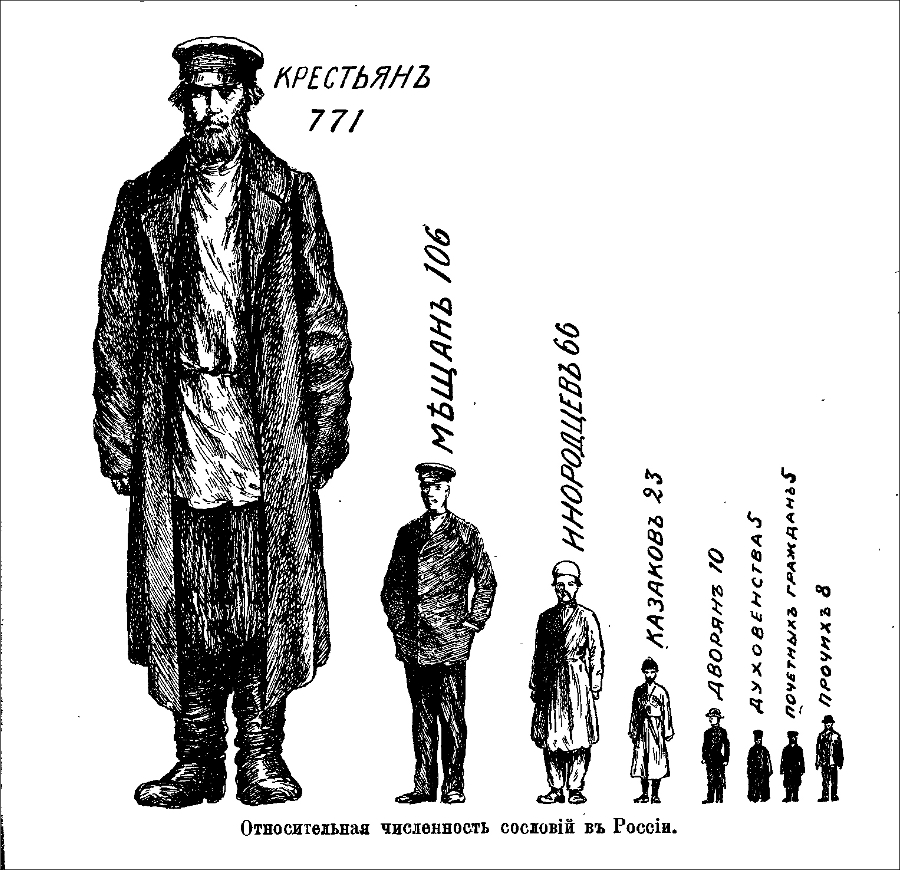 КРЕСТЬЯНЪ
771
МѢЩАНЪ 106
ИНОРОДЦЕВЪ 66
КАЗАКОВЪ 23
ДВОРЯНЪ 10
ДУХОВЕНСТВА 5
ПОЧЕТНЫХЪ ГРАЖДАНЪ 5
ПРОЧИХЪ 8
Относительная численность сословій въ Россіи.